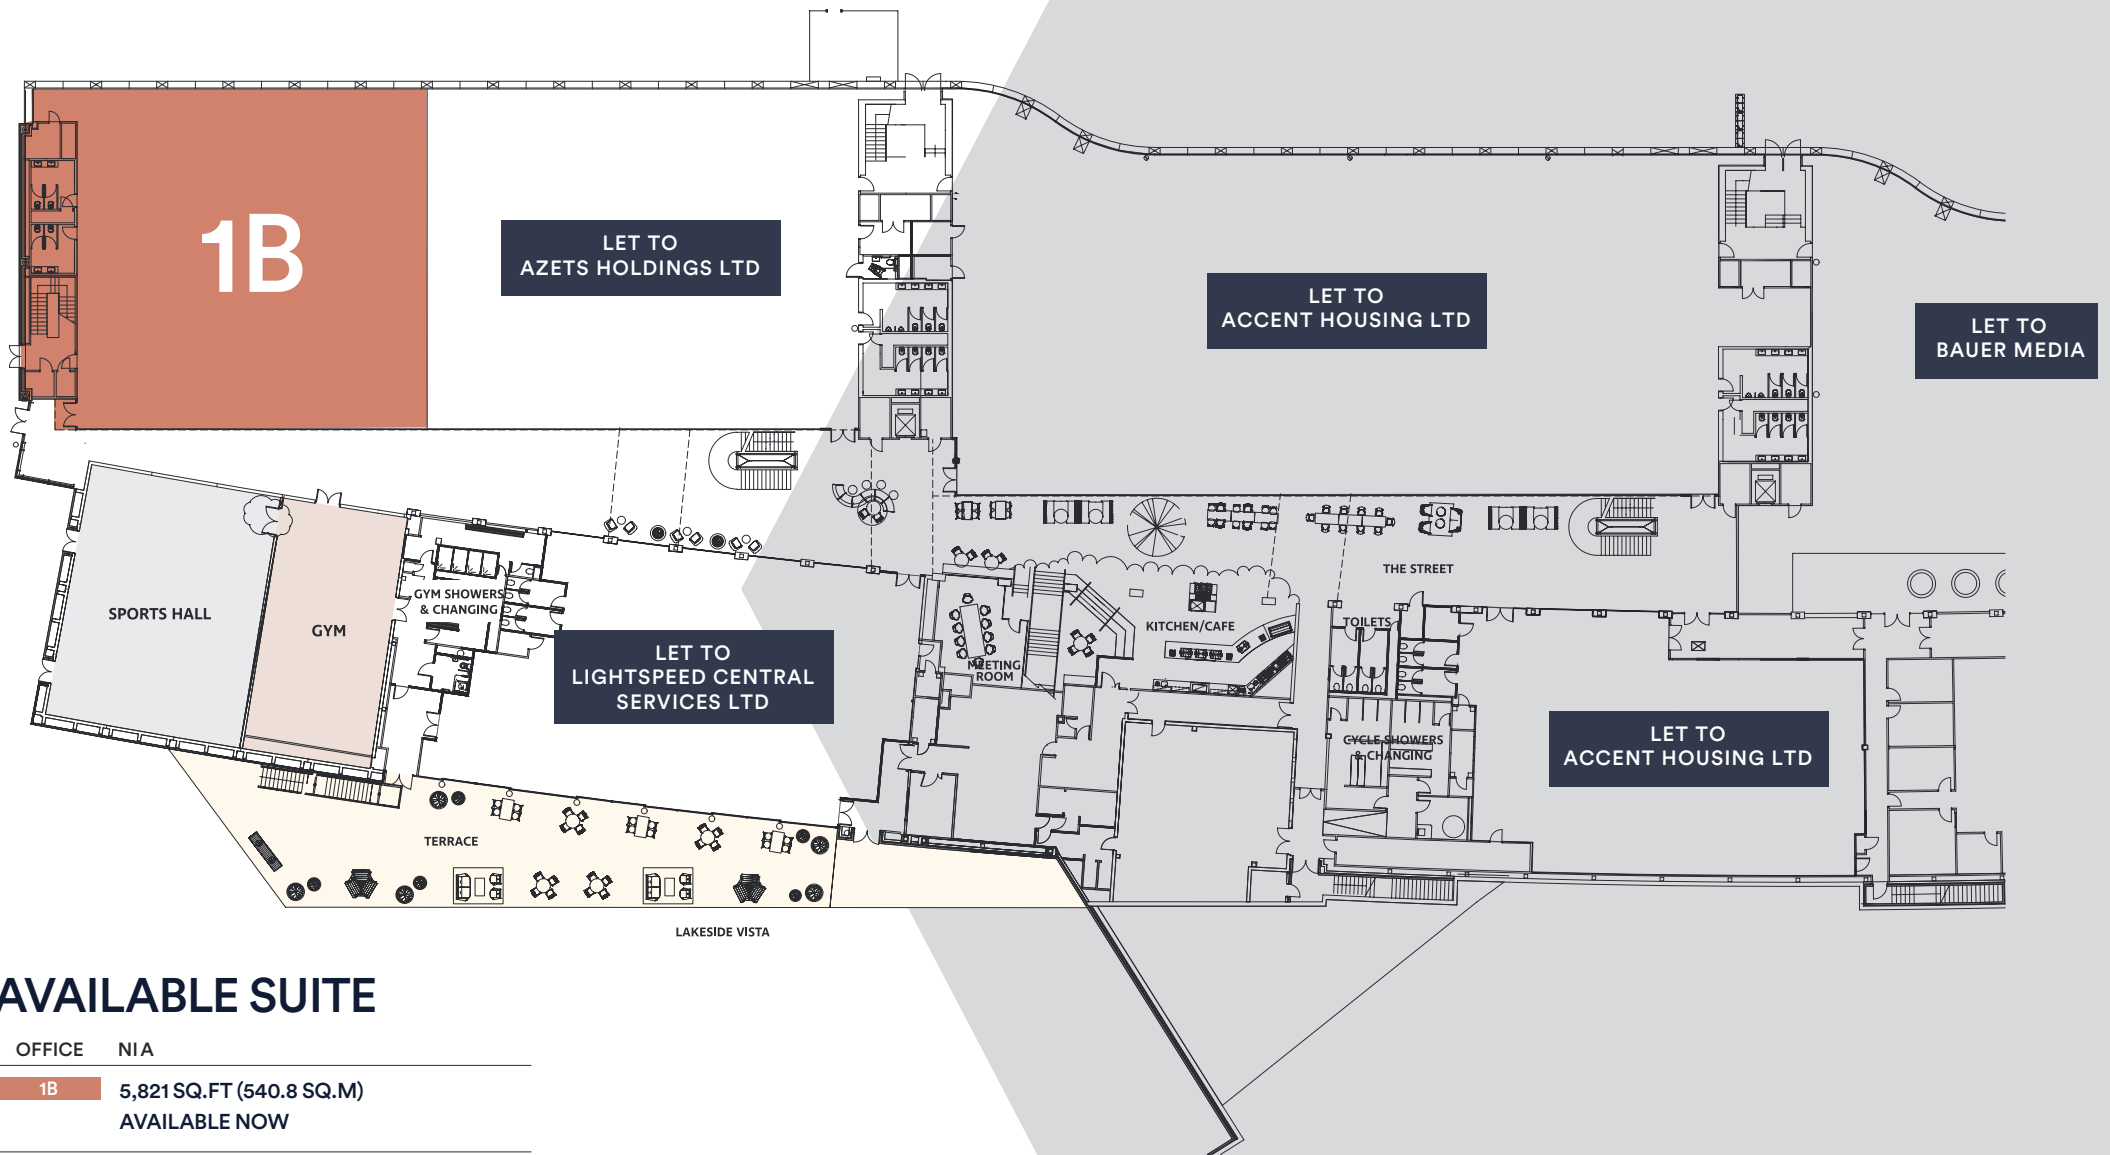 1B
LET TO
AZETS HOLDINGS LTD
LET TO
ACCENT HOUSING LTD
LET TO
BAUER MEDIA
THE STREET
SPORTS HALL
GYM
GYM SHOWERS
& CHANGING
LET TO
LIGHTSPEED CENTRAL
SERVICES LTD
MEETING
ROOM
KITCHEN/CAFE
TOILETS
CYCLE SHOWERS
& CHANGING
LET TO
ACCENT HOUSING LTD
TERRACE
LAKESIDE VISTA
AVAILABLE SUITE
OFFICE NIA
1B 5,821 SQ.FT (540.8 SQ.M)
AVAILABLE NOW